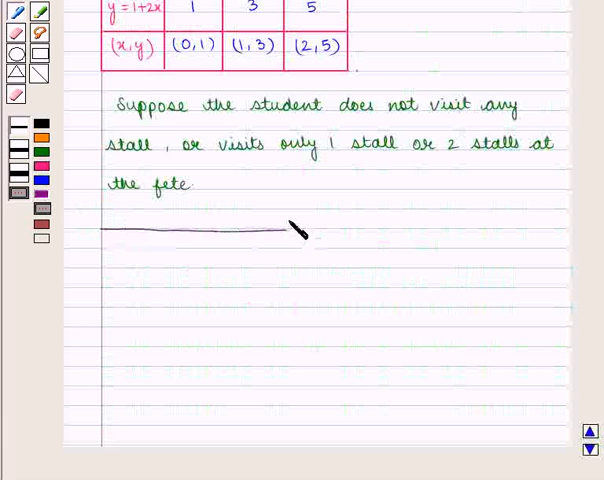 y = 1+2x 1 3 5
(x,y) (0,1) (1,3) (2,5)
Suppose the student does not visit any
stall, or visits only 1 stall or 2 stalls at
the fete.